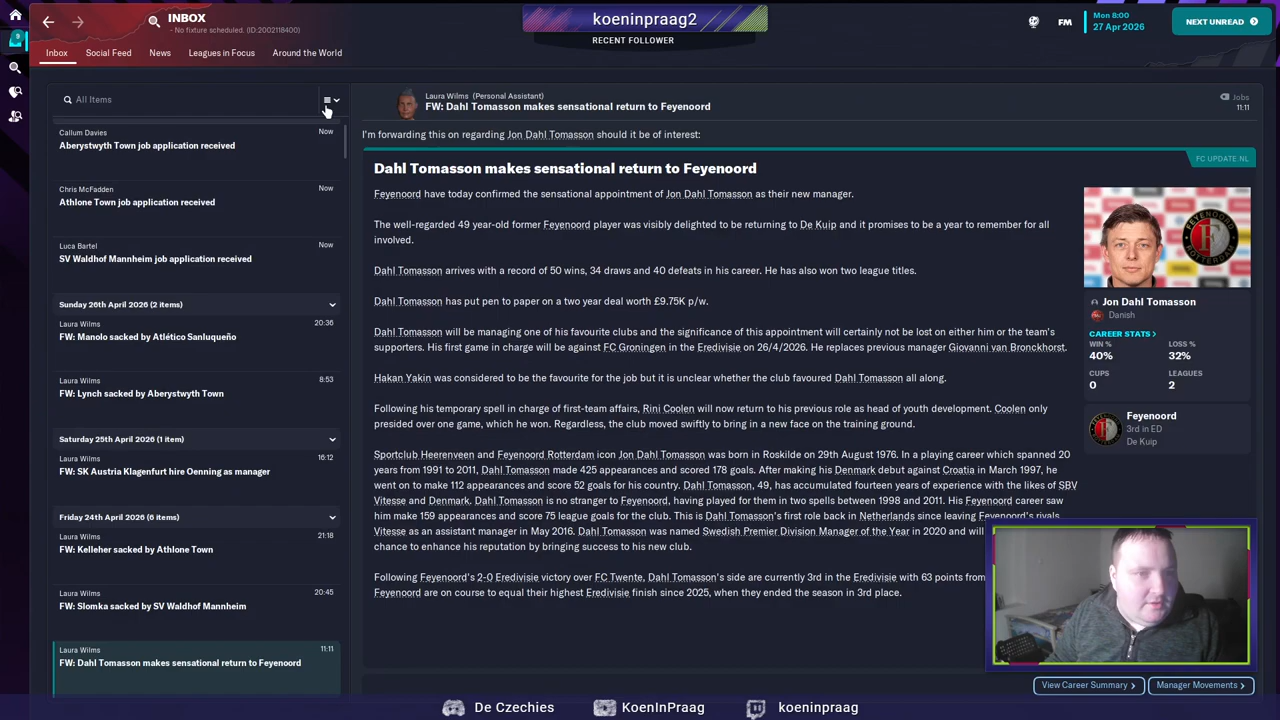 INBOX
- No fixture scheduled. (ID:2002118400)
koeninpraag2
RECENT FOLLOWER
FM
Mon 8:00
27 Apr 2026
NEXT UNREAD
9
Inbox
Social Feed
News
Leagues in Focus
Around the World
All Items
Callum Davies
Now
Aberystwyth Town job application received
Chris McFadden
Now
Athlone Town job application received
Luca Bartel
Now
SV Waldhof Mannheim job application received
Sunday 26th April 2026 (2 items)
Laura Wilms
20:36
FW: Manolo sacked by Atlético Sanluqueño
Laura Wilms
8:53
FW: Lynch sacked by Aberystwyth Town
Saturday 25th April 2026 (1 item)
Laura Wilms
16:12
FW: SK Austria Klagenfurt hire Oenning as manager
Friday 24th April 2026 (6 items)
Laura Wilms
21:18
FW: Kelleher sacked by Athlone Town
Laura Wilms
20:45
FW: Slomka sacked by SV Waldhof Mannheim
Laura Wilms
11:11
FW: Dahl Tomasson makes sensational return to Feyenoord
Laura Wilms (Personal Assistant)
FW: Dahl Tomasson makes sensational return to Feyenoord
Jobs
11:11
I'm forwarding this on regarding Jon Dahl Tomasson should it be of interest:
FC UPDATE.NL
Dahl Tomasson makes sensational return to Feyenoord
Feyenoord have today confirmed the sensational appointment of Jon Dahl Tomasson as their new manager.
The well-regarded 49 year-old former Feyenoord player was visibly delighted to be returning to De Kuip and it promises to be a year to remember for all
involved.
Dahl Tomasson arrives with a record of 50 wins, 34 draws and 40 defeats in his career. He has also won two league titles.
Dahl Tomasson has put pen to paper on a two year deal worth £9.75K p/w.
Dahl Tomasson will be managing one of his favourite clubs and the significance of this appointment will certainly not be lost on either him or the team's
supporters. His first game in charge will be against FC Groningen in the Eredivisie on 26/4/2026. He replaces previous manager Giovanni van Bronckhorst.
Hakan Yakin was considered to be the favourite for the job but it is unclear whether the club favoured Dahl Tomasson all along.
Following his temporary spell in charge of first-team affairs, Rini Coolen will now return to his previous role as head of youth development. Coolen only
presided over one game, which he won. Regardless, the club moved swiftly to bring in a new face on the training ground.
Sportclub Heerenveen and Feyenoord Rotterdam icon Jon Dahl Tomasson was born in Roskilde on 29th August 1976. In a playing career which spanned 20
years from 1991 to 2011, Dahl Tomasson made 425 appearances and scored 178 goals. After making his Denmark debut against Croatia in March 1997, he
went on to make 112 appearances and score 52 goals for his country. Dahl Tomasson, 49, has accumulated fourteen years of experience with the likes of SBV
Vitesse and Denmark. Dahl Tomasson is no stranger to Feyenoord, having played for them in two spells between 1998 and 2011. His Feyenoord career saw
him make 159 appearances and score 75 league goals for the club. This is Dahl Tomasson's first role back in Netherlands since leaving Feyenoord's rivals
Vitesse as an assistant manager in May 2016. Dahl Tomasson was named Swedish Premier Division Manager of the Year in 2020 and will
chance to enhance his reputation by bringing success to his new club.
Following Feyenoord's 2-0 Eredivisie victory over FC Twente, Dahl Tomasson's side are currently 3rd in the Eredivisie with 63 points from
Feyenoord are on course to equal their highest Eredivisie finish since 2025, when they ended the season in 3rd place.
Jon Dahl Tomasson
Danish
CAREER STATS >
WIN %
LOSS %
40%
32%
CUPS
LEAGUES
0
2
Feyenoord
3rd in ED
De Kuip
View Career Summary >
Manager Movements >
De Czechies
KoenInPraag
koeninpraag